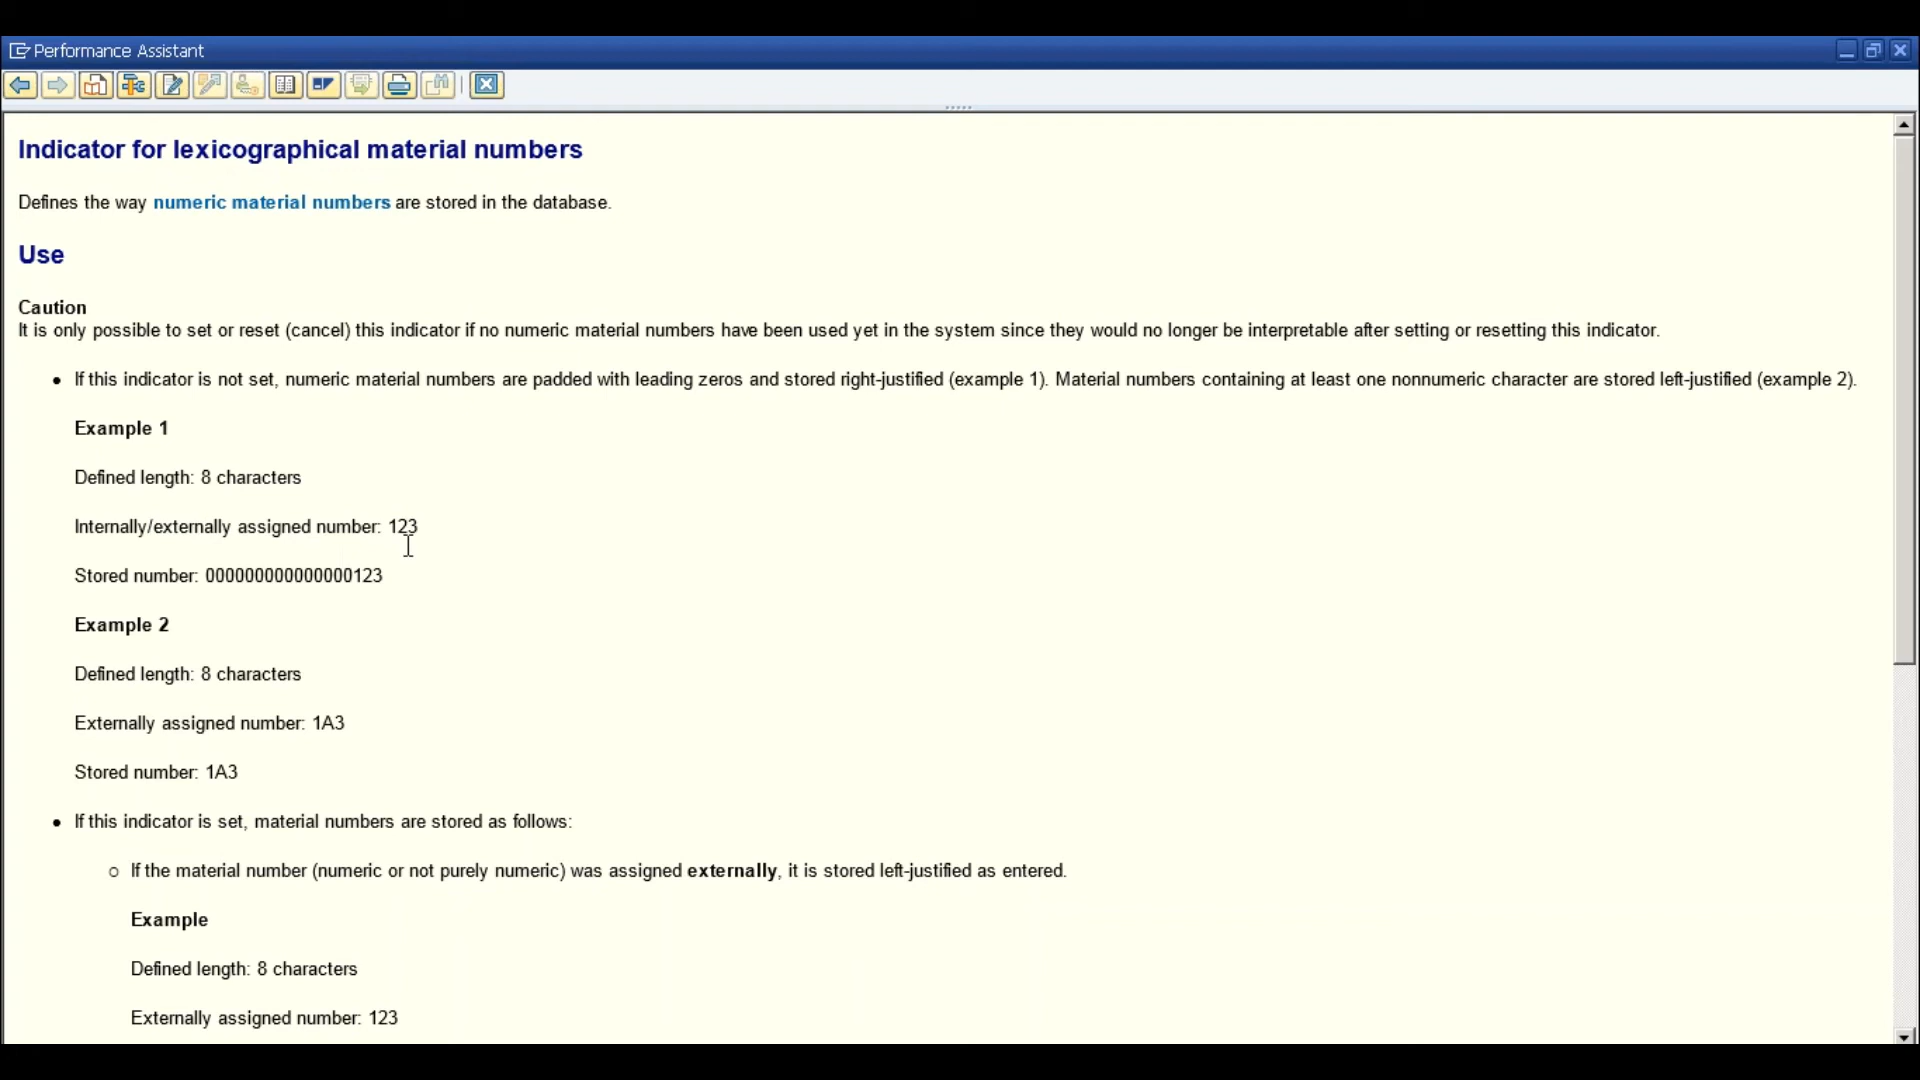 Performance Assistant
Indicator for lexicographical material numbers
Defines the way numeric material numbers are stored in the database.
Use
Caution
It is only possible to set or reset (cancel) this indicator if no numeric material numbers have been used yet in the system since they would no longer be interpretable after setting or resetting this indicator.
• If this indicator is not set, numeric material numbers are padded with leading zeros and stored right-justified (example 1). Material numbers containing at least one nonnumeric character are stored left-justified (example 2).
Example 1
Defined length: 8 characters
Internally/externally assigned number: 123
Stored number: 000000000000000123
Example 2
Defined length: 8 characters
Externally assigned number: 1A3
Stored number: 1A3
• If this indicator is set, material numbers are stored as follows:
○ If the material number (numeric or not purely numeric) was assigned externally, it is stored left-justified as entered.
Example
Defined length: 8 characters
Externally assigned number: 123